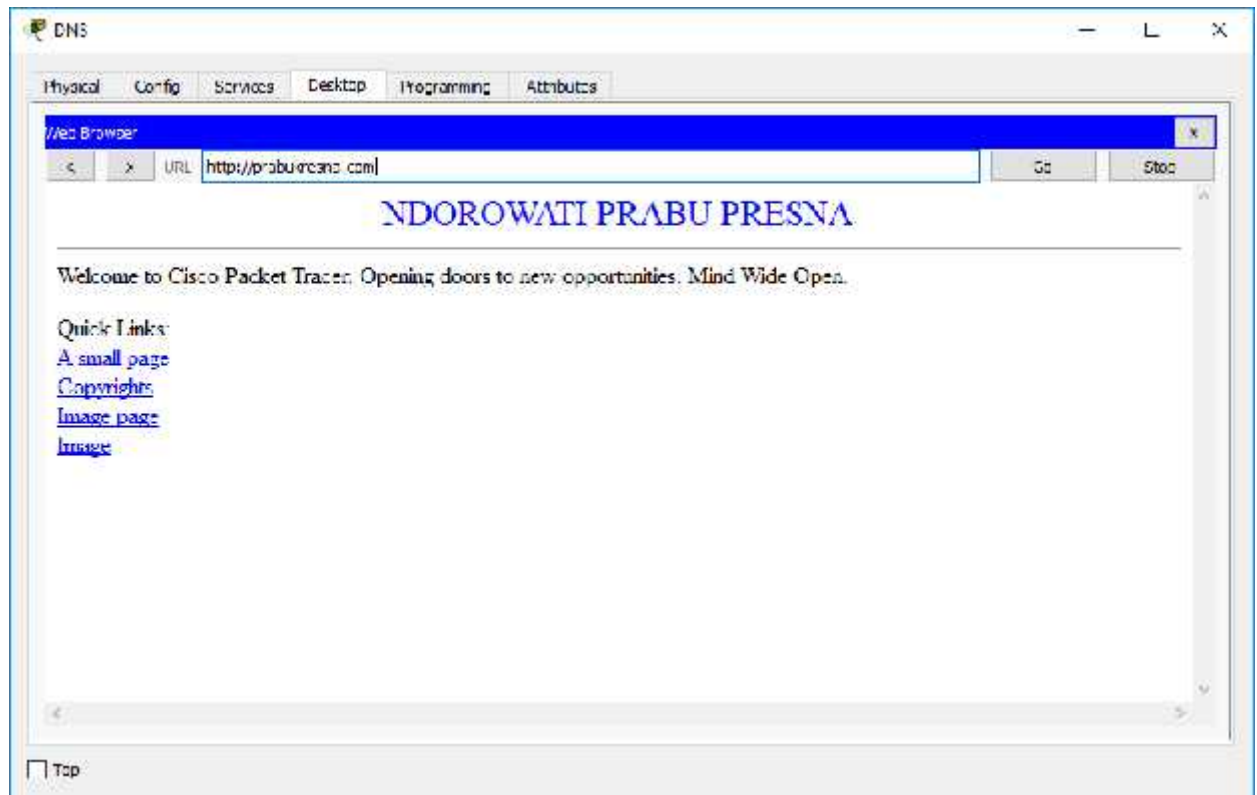 DNS
Physical Config Services Desktop Programming Attributes
Web Browser x
< > URL http://prabukresna.com Go Stop
NDOROWATI PRABU PRESNA
Welcome to Cisco Packet Tracer. Opening doors to new opportunities. Mind Wide Open.
Quick Links:
A small page
Copyrights
Image page
Image
Top